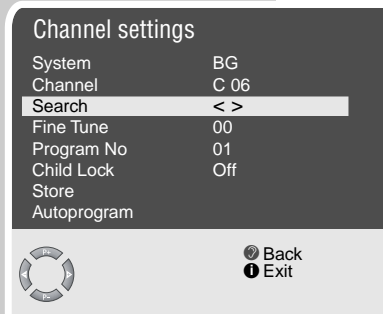 Channel settings
System BG
Channel C 06
Search < >
Fine Tune 00
Program No 01
Child Lock Off
Store
Autoprogram
P+
Back
i Exit
P-